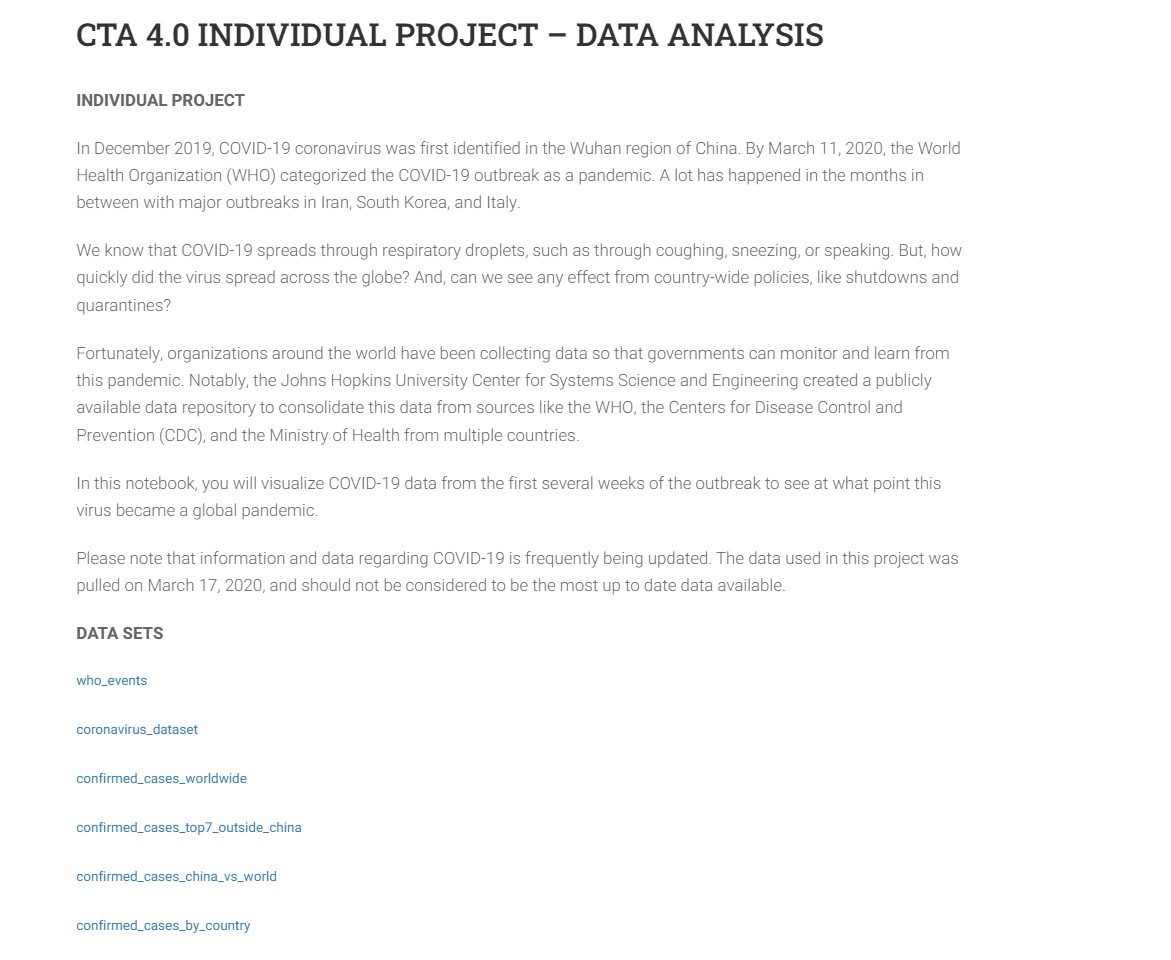 CTA 4.0 INDIVIDUAL PROJECT – DATA ANALYSIS
INDIVIDUAL PROJECT
In December 2019, COVID-19 coronavirus was first identified in the Wuhan region of China. By March 11, 2020, the World
Health Organization (WHO) categorized the COVID-19 outbreak as a pandemic. A lot has happened in the months in
between with major outbreaks in Iran, South Korea, and Italy.
We know that COVID-19 spreads through respiratory droplets, such as through coughing, sneezing, or speaking. But, how
quickly did the virus spread across the globe? And, can we see any effect from country-wide policies, like shutdowns and
quarantines?
Fortunately, organizations around the world have been collecting data so that governments can monitor and learn from
this pandemic. Notably, the Johns Hopkins University Center for Systems Science and Engineering created a publicly
available data repository to consolidate this data from sources like the WHO, the Centers for Disease Control and
Prevention (CDC), and the Ministry of Health from multiple countries.
In this notebook, you will visualize COVID-19 data from the first several weeks of the outbreak to see at what point this
virus became a global pandemic.
Please note that information and data regarding COVID-19 is frequently being updated. The data used in this project was
pulled on March 17, 2020, and should not be considered to be the most up to date data available.
DATA SETS
who_events
coronavirus_dataset
confirmed_cases_worldwide
confirmed_cases_top7_outside_china
confirmed_cases_china_vs_world
confirmed_cases_by_country